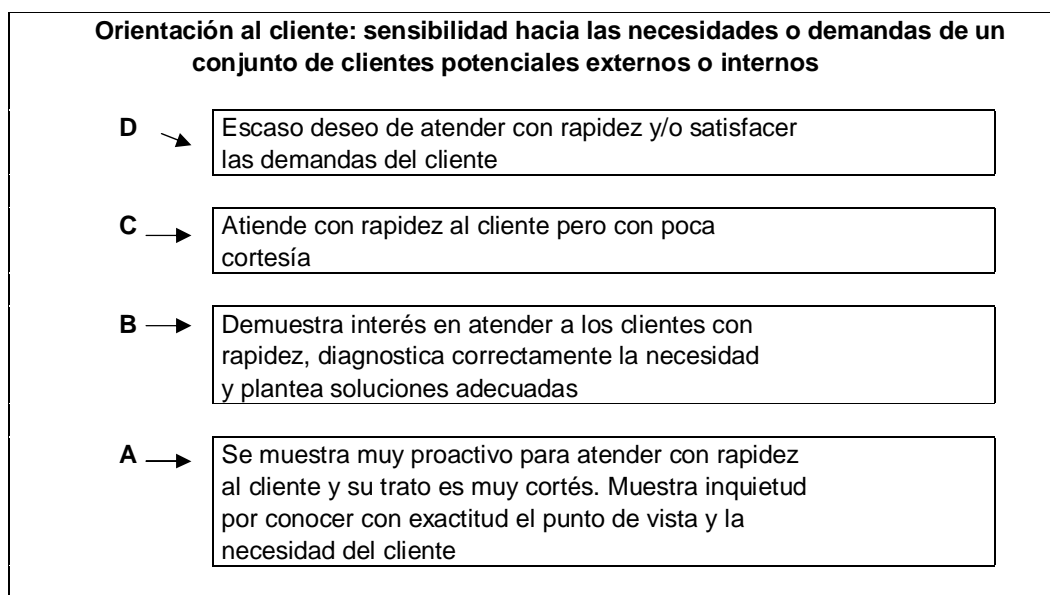 Orientación al cliente: sensibilidad hacia las necesidades o demandas de un
conjunto de clientes potenciales externos o internos
D
Escaso deseo de atender con rapidez y/o satisfacer
las demandas del cliente
C
Atiende con rapidez al cliente pero con poca
cortesía
B
Demuestra interés en atender a los clientes con
rapidez, diagnostica correctamente la necesidad
y plantea soluciones adecuadas
A
Se muestra muy proactivo para atender con rapidez
al cliente y su trato es muy cortés. Muestra inquietud
por conocer con exactitud el punto de vista y la
necesidad del cliente